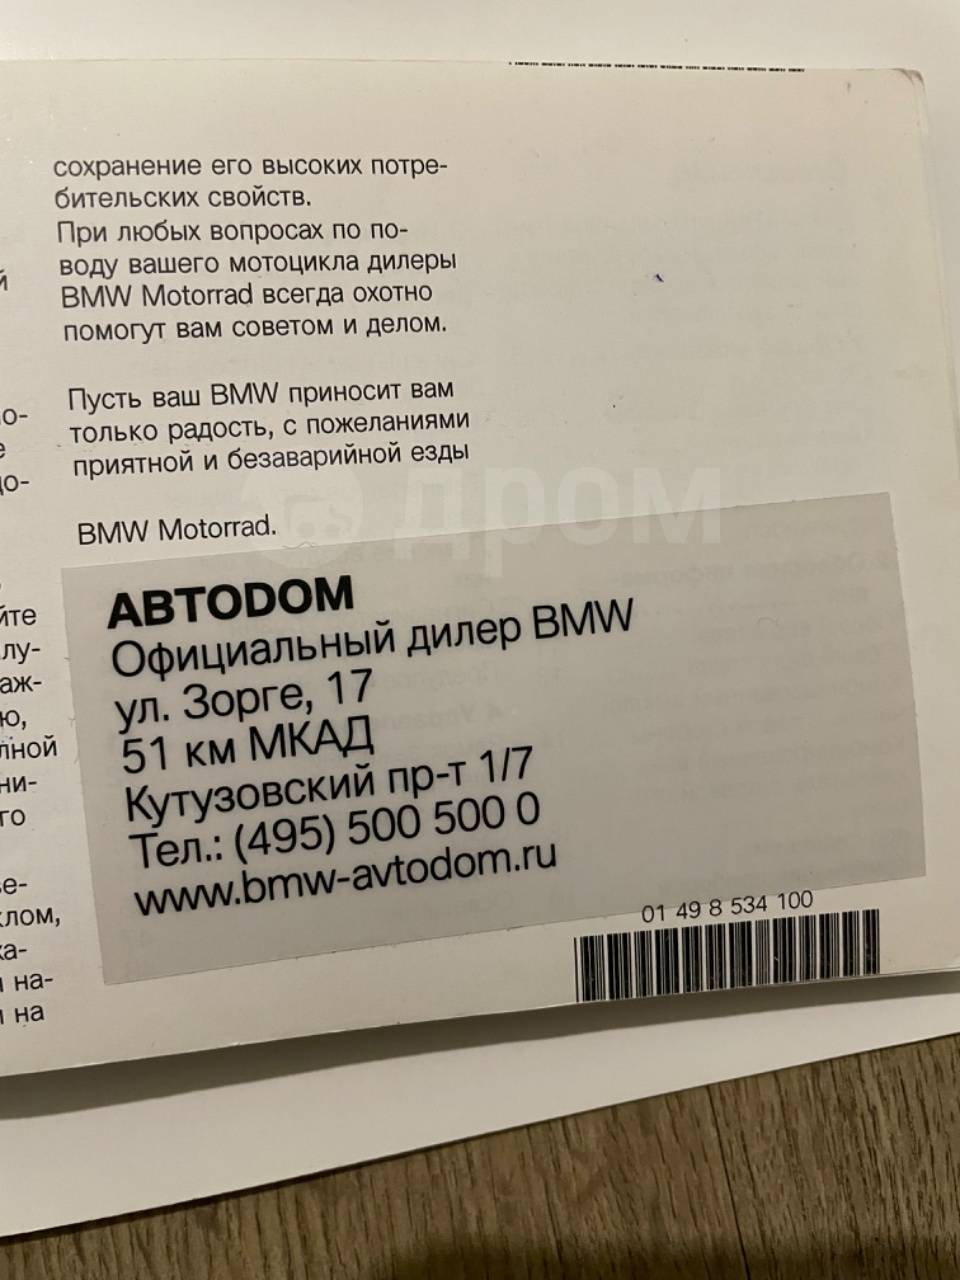 сохранение его высоких потре-
бительских свойств.
При любых вопросах по по-
воду вашего мотоцикла дилеры
BMW Motorrad всегда охотно
помогут вам советом и делом.
Пусть ваш BMW приносит вам
только радость, с пожеланиями
приятной и безаварийной езды
BMW Motorrad.
дром
АВТОDОМ
Официальный дилер BMW
ул. Зорге, 17
51 км МКАД
Кутузовский пр-т 1/7
Тел.: (495) 500 500 0
www.bmw-avtodom.ru
01 49 8 534 100